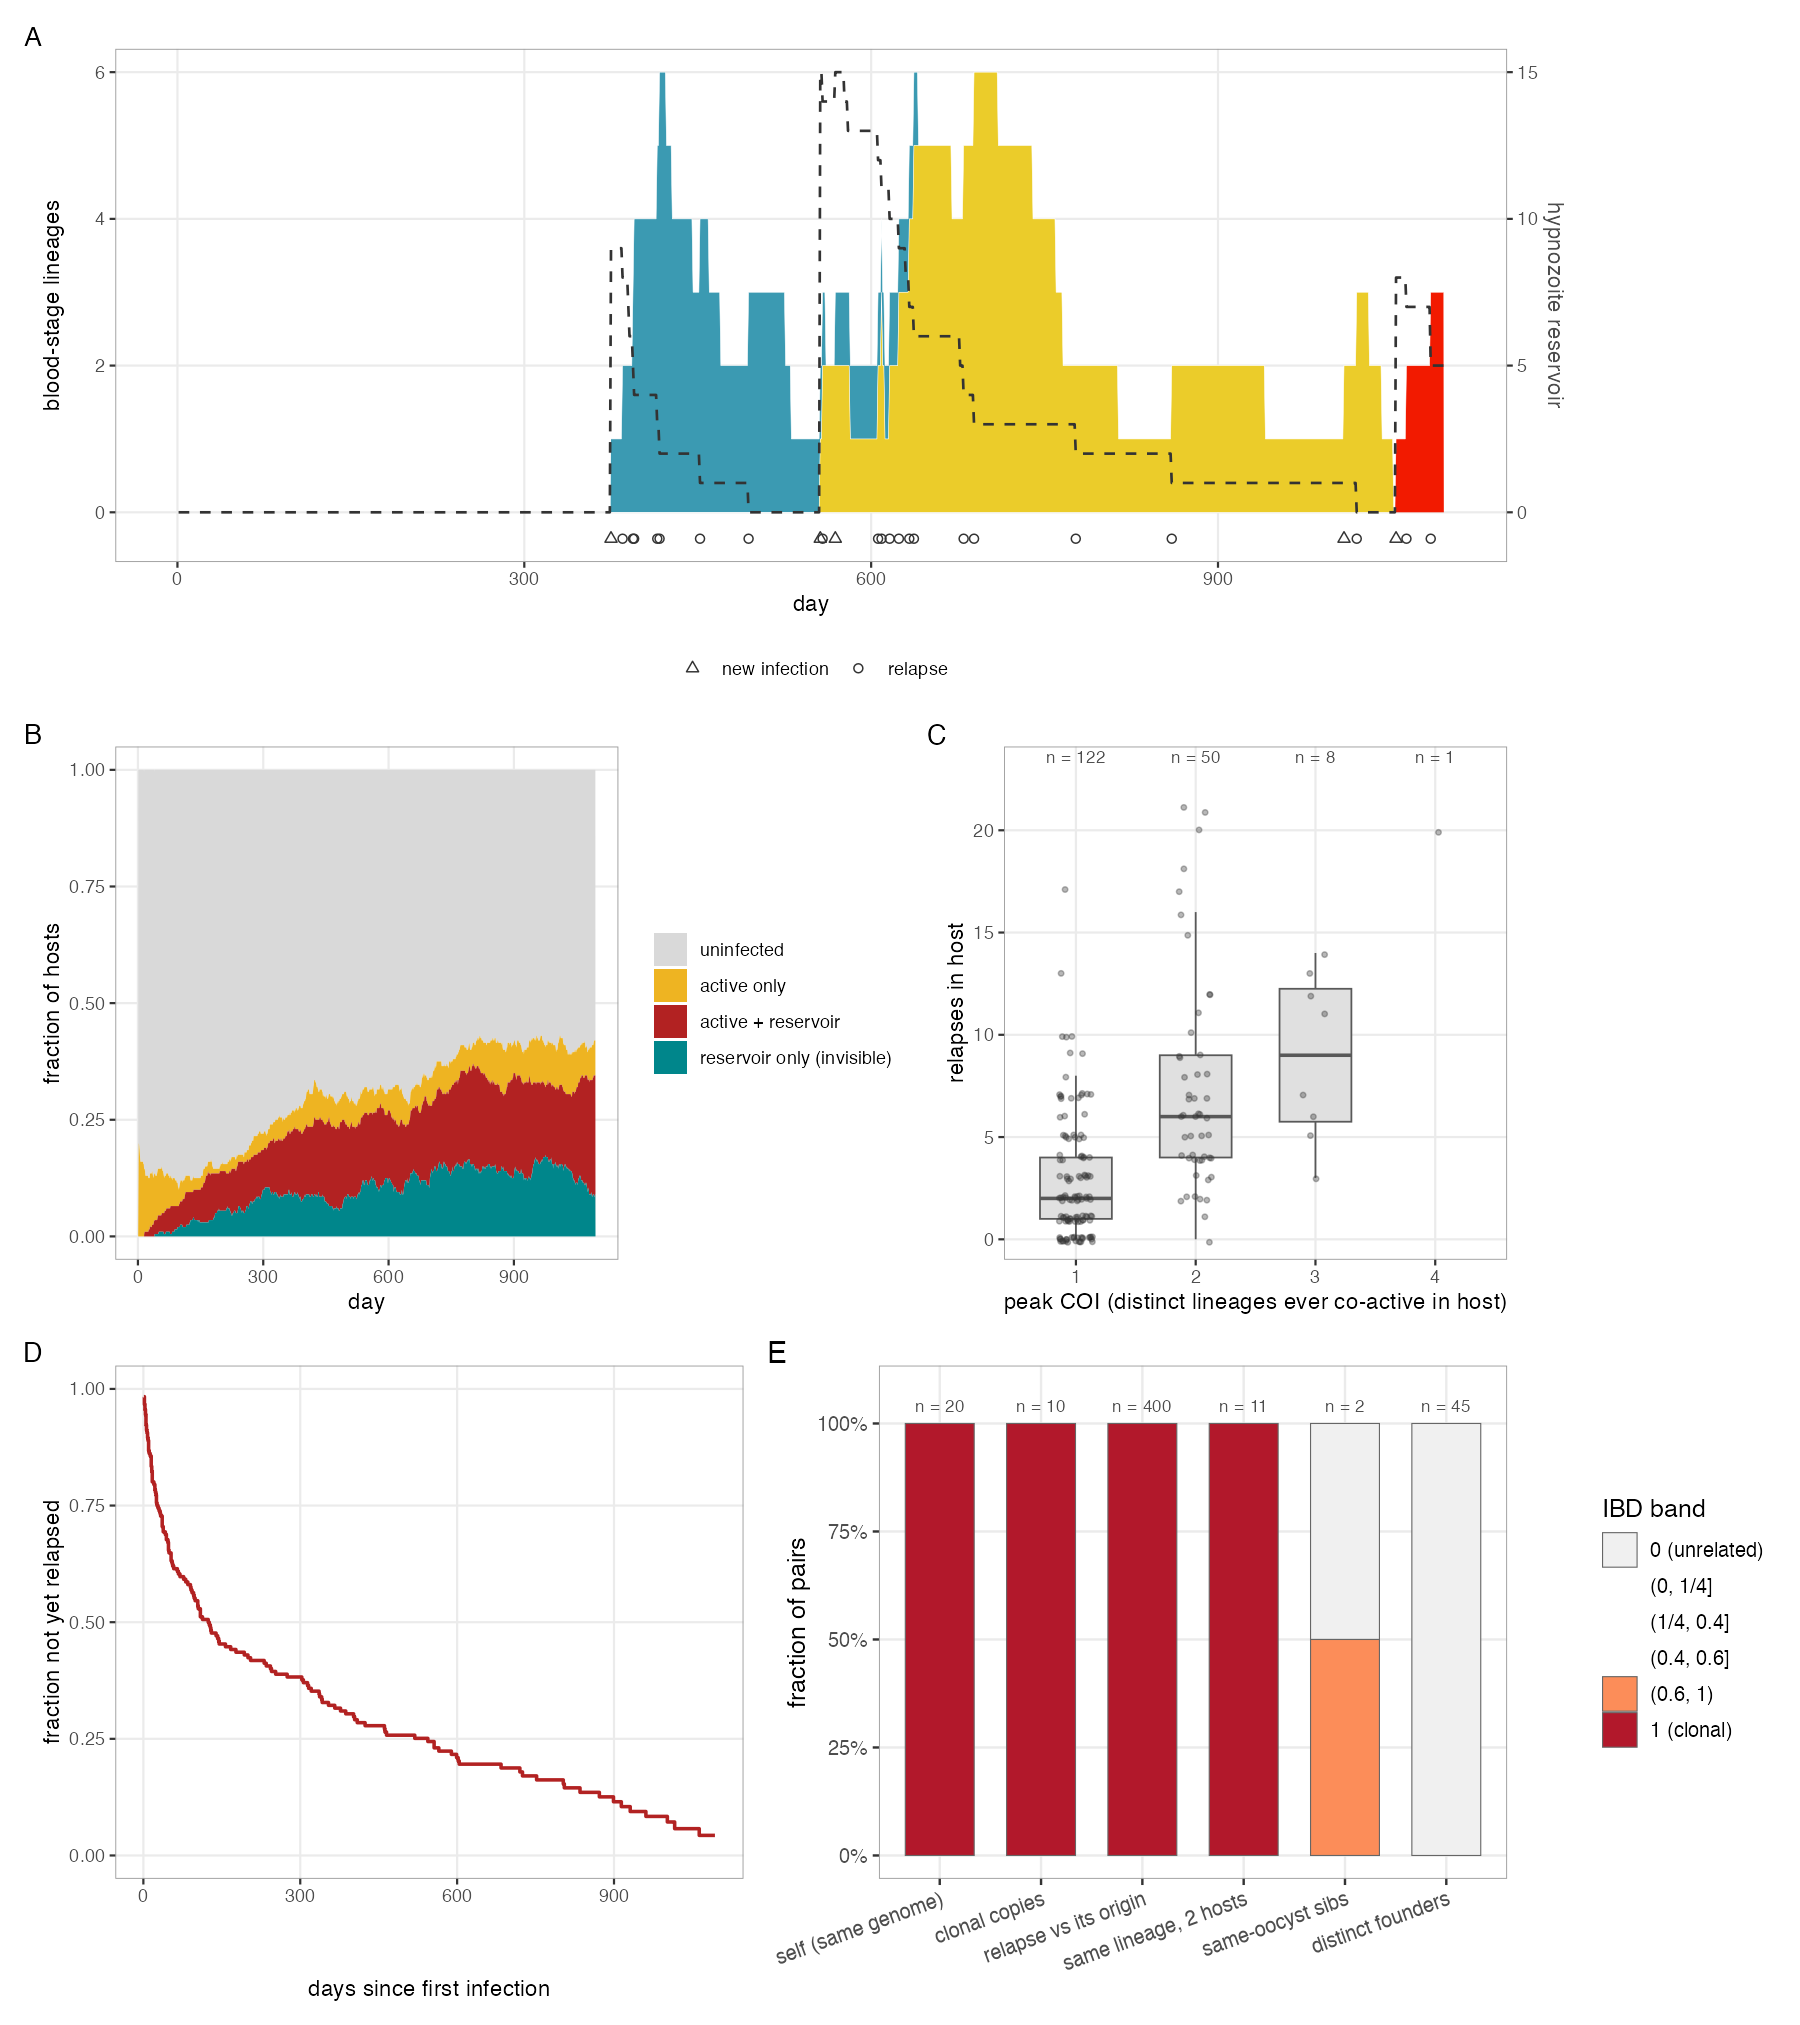 A
6
4
2
0
blood-stage lineages
15
10
5
0
hypnozoite reservoir
0
300
600
900
day
new infection
relapse
B
1.00
0.75
0.50
0.25
0.00
fraction of hosts
0
300
600
900
day
uninfected
active only
active + reservoir
reservoir only (invisible)
C
n = 122
n = 50
n = 8
n = 1
20
15
10
5
0
relapses in host
1
2
3
4
peak COI (distinct lineages ever co-active in host)
D
1.00
0.75
0.50
0.25
0.00
fraction not yet relapsed
0
300
600
900
days since first infection
E
n = 20
n = 10
n = 400
n = 11
n = 2
n = 45
100%
75%
50%
25%
0%
fraction of pairs
self (same genome)
clonal copies
relapse vs its origin
same lineage, 2 hosts
same-oocyst sibs
distinct founders
IBD band
0 (unrelated)
(0, 1/4]
(1/4, 0.4]
(0.4, 0.6]
(0.6, 1)
1 (clonal)